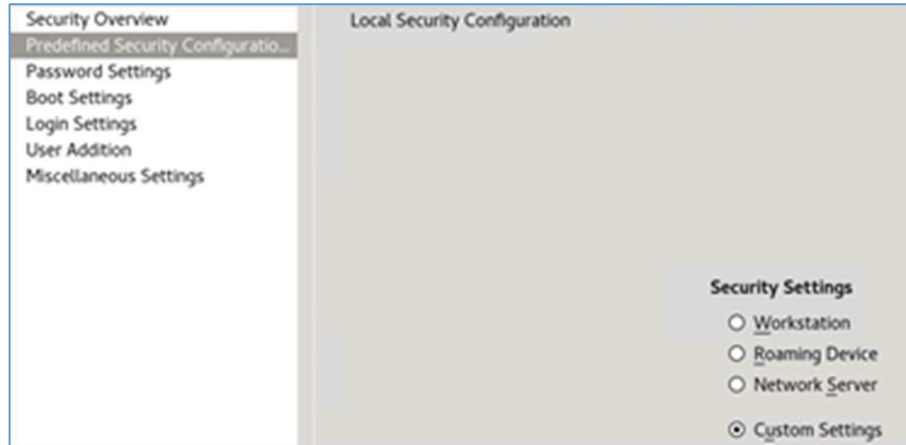 Security Overview
Predefined Security Configuratio...
Password Settings
Boot Settings
Login Settings
User Addition
Miscellaneous Settings
Local Security Configuration
Security Settings
Workstation
Roaming Device
Network Server
Custom Settings